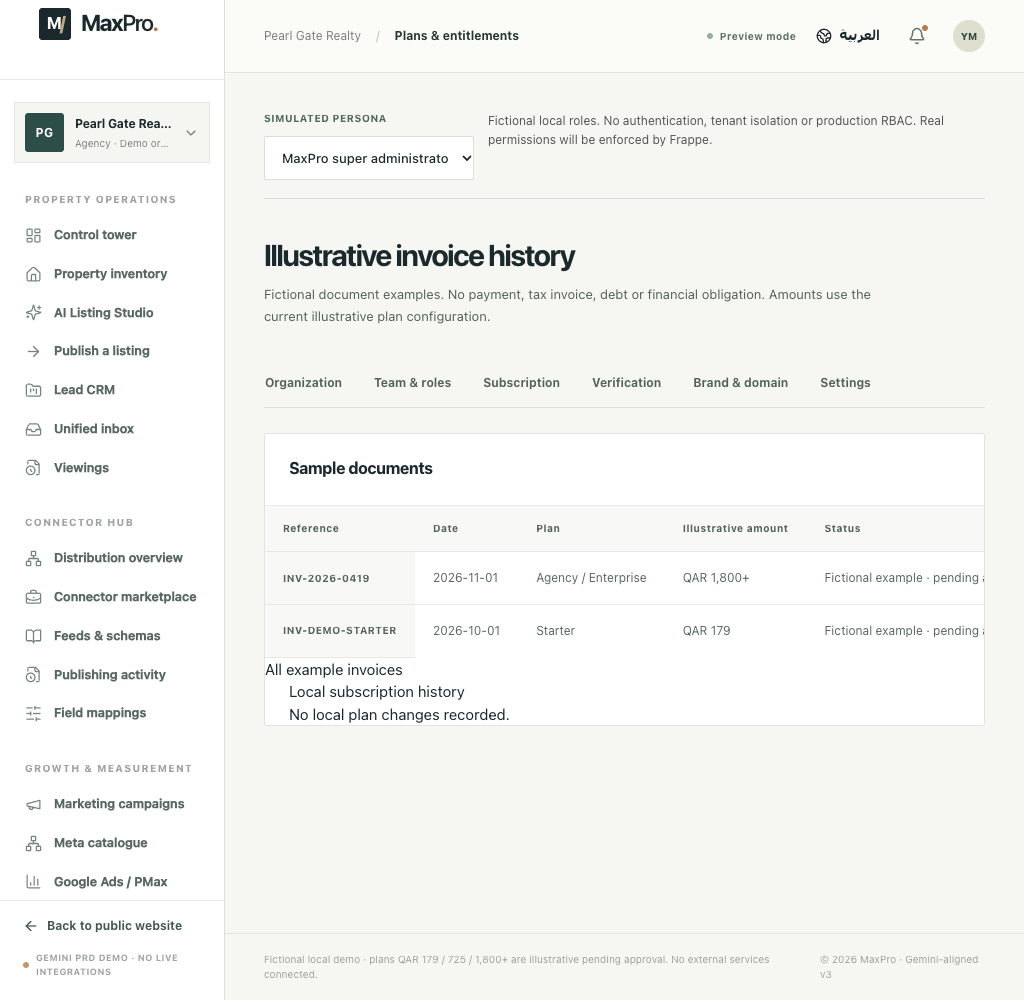 M/ MaxPro.
Pearl Gate Realty / Plans & entitlements
Preview mode
العربية
YM
PG
Pearl Gate Rea...
Agency · Demo or...
PROPERTY OPERATIONS
Control tower
Property inventory
AI Listing Studio
Publish a listing
Lead CRM
Unified inbox
Viewings
CONNECTOR HUB
Distribution overview
Connector marketplace
Feeds & schemas
Publishing activity
Field mappings
GROWTH & MEASUREMENT
Marketing campaigns
Meta catalogue
Google Ads / PMax
Back to public website
GEMINI PRD DEMO · NO LIVE
INTEGRATIONS
SIMULATED PERSONA
MaxPro super administrato
Fictional local roles. No authentication, tenant isolation or production RBAC. Real
permissions will be enforced by Frappe.
Illustrative invoice history
Fictional document examples. No payment, tax invoice, debt or financial obligation. Amounts use the
current illustrative plan configuration.
Organization Team & roles Subscription Verification Brand & domain Settings
Sample documents
Reference Date Plan Illustrative amount Status
INV-2026-0419 2026-11-01 Agency / Enterprise QAR 1,800+ Fictional example · pending
INV-DEMO-STARTER 2026-10-01 Starter QAR 179 Fictional example · pending
All example invoices
Local subscription history
No local plan changes recorded.
Fictional local demo · plans QAR 179 / 725 / 1,800+ are illustrative pending approval. No external services
connected.
© 2026 MaxPro · Gemini-aligned
v3